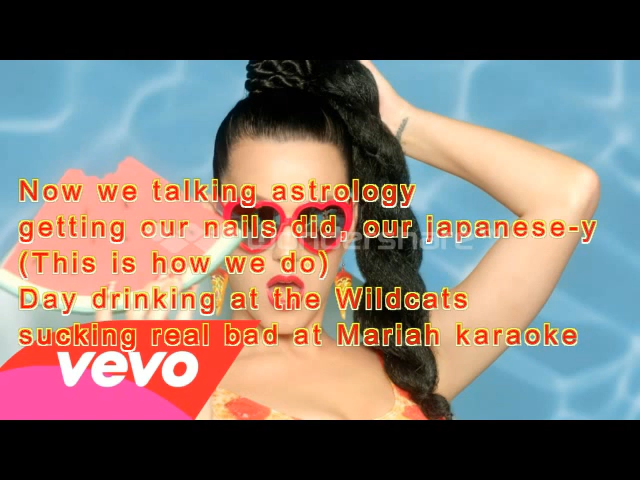 Now we talking astrology
getting our nails did, our japanese-y
wondershare
(This is how we do)
Day drinking at the Wildcats
sucking real bad at Mariah karaoke
vevo